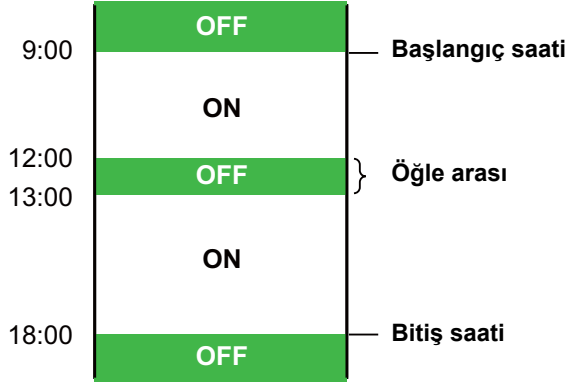 OFF
9:00 Başlangıç saati
ON
12:00
OFF Öğle arası
13:00
ON
18:00 Bitiş saati
OFF